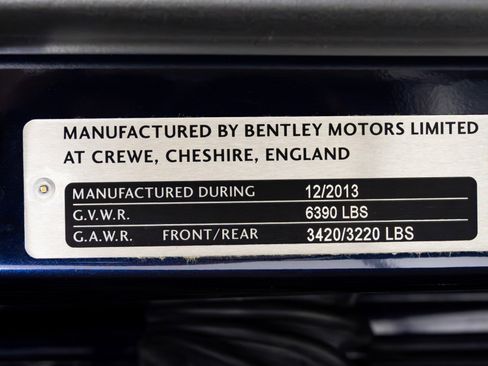 MANUFACTURED BY BENTLEY MOTORS LIMITED
AT CREWE, CHESHIRE, ENGLAND
MANUFACTURED DURING 12/2013
G.V.W.R. 6390 LBS
G.A.W.R. FRONT/REAR 3420/3220 LBS